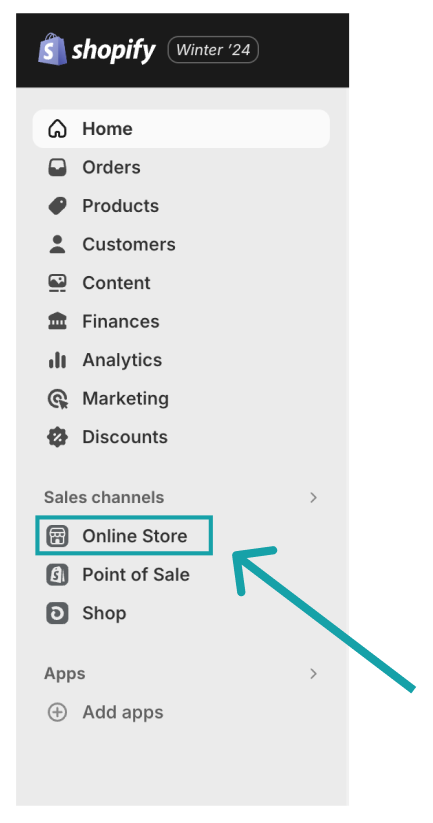 shopify Winter '24
Home
Orders
Products
Customers
Content
Finances
Analytics
Marketing
Discounts
Sales channels
Online Store
Point of Sale
Shop
Apps
Add apps